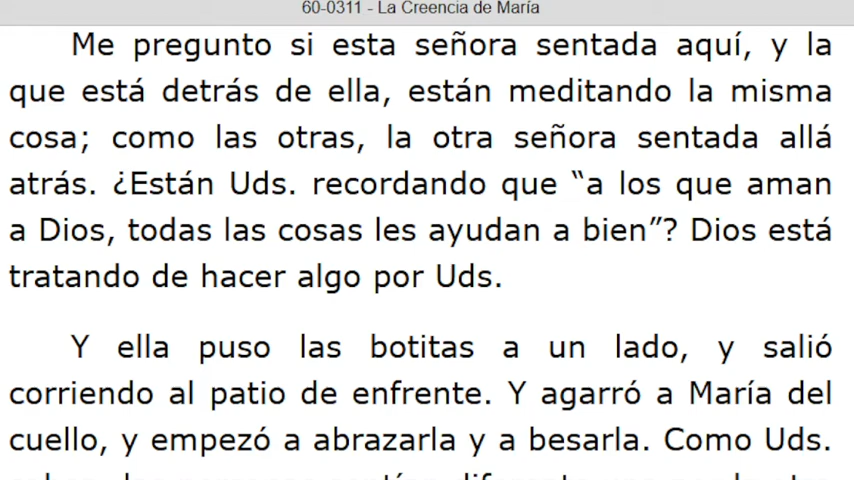 60-0311 - La Creencia de María
Me pregunto si esta señora sentada aquí, y la
que está detrás de ella, están meditando la misma
cosa; como las otras, la otra señora sentada allá
atrás. ¿Están Uds. recordando que “a los que aman
a Dios, todas las cosas les ayudan a bien”? Dios está
tratando de hacer algo por Uds.
Y ella puso las botitas a un lado, y salió
corriendo al patio de enfrente. Y agarró a María del
cuello, y empezó a abrazarla y a besarla. Como Uds.